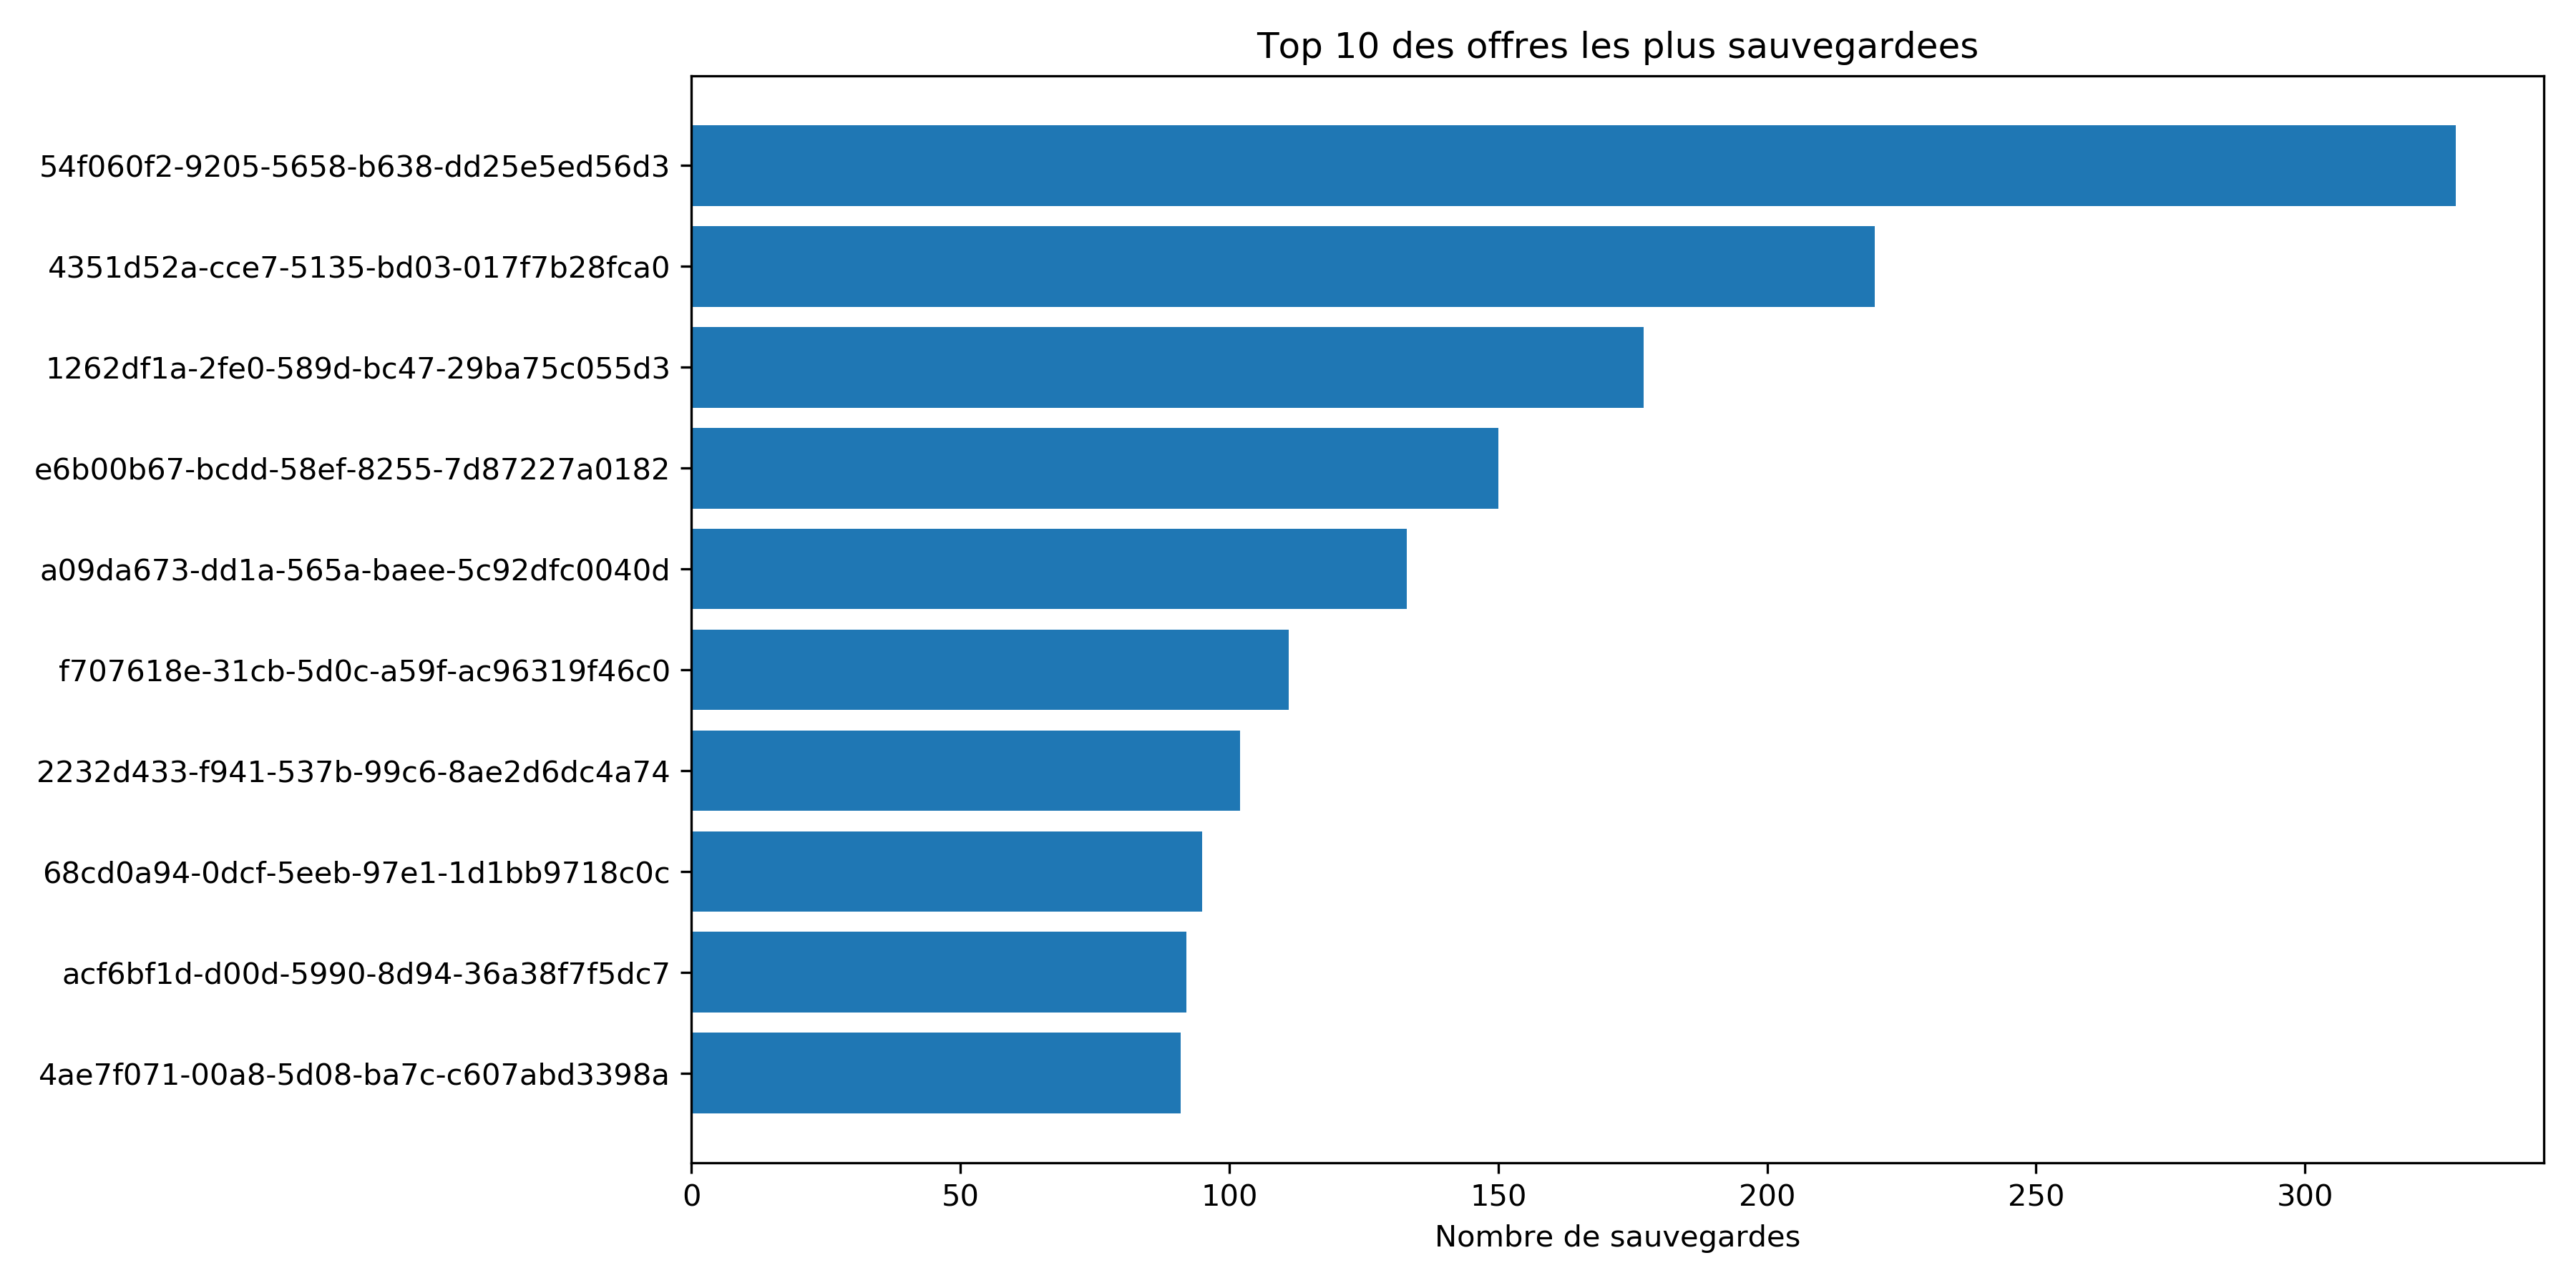 Top 10 des offres les plus sauvegardees
54f060f2-9205-5658-b638-dd25e5ed56d3
4351d52a-cce7-5135-bd03-017f7b28fca0
1262df1a-2fe0-589d-bc47-29ba75c055d3
e6b00b67-bcdd-58ef-8255-7d87227a0182
a09da673-dd1a-565a-baee-5c92dfc0040d
f707618e-31cb-5d0c-a59f-ac96319f46c0
2232d433-f941-537b-99c6-8ae2d6dc4a74
68cd0a94-0dcf-5eeb-97e1-1d1bb9718c0c
acf6bf1d-d00d-5990-8d94-36a38f7f5dc7
4ae7f071-00a8-5d08-ba7c-c607abd3398a
0 50 100 150 200 250 300
Nombre de sauvegardes